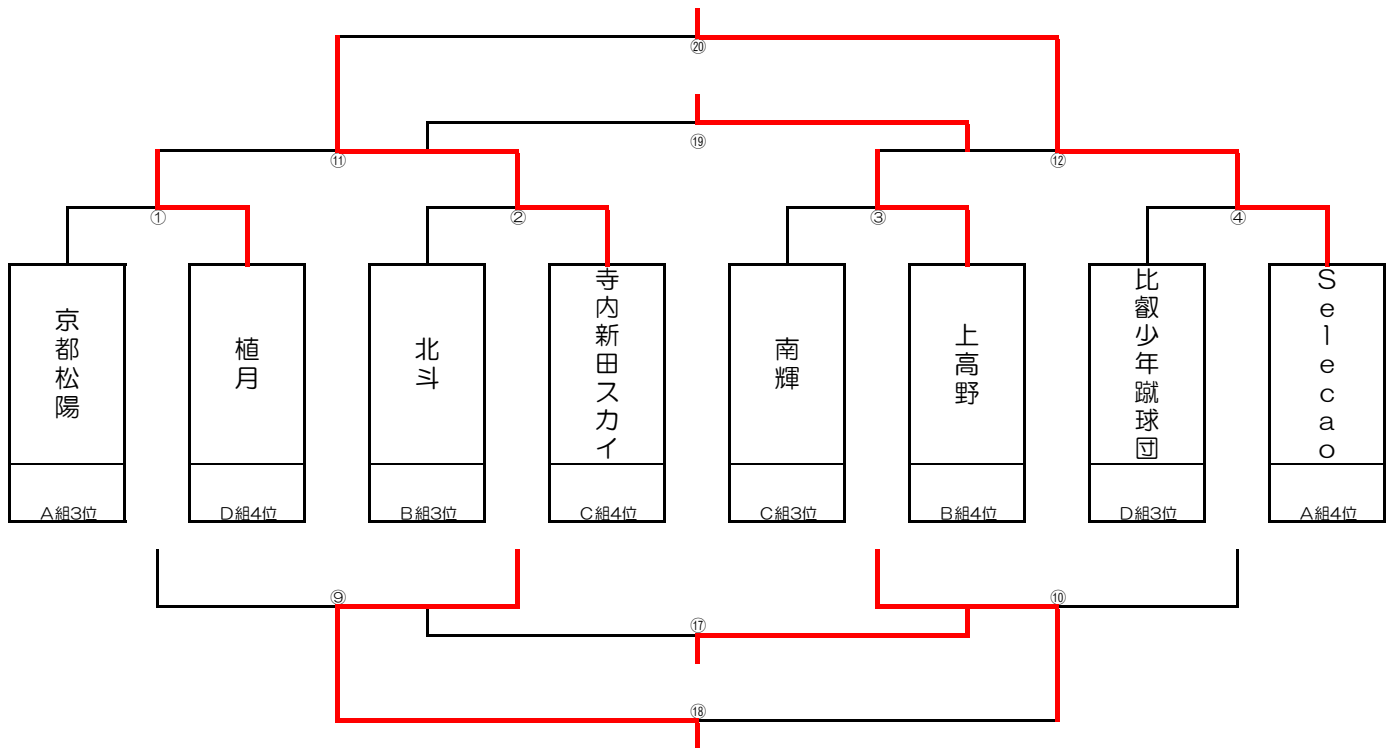 ⑳
⑲
⑪
⑫
①
②
③
④
京都松陽
植月
北斗
寺内新田スカイ
南輝
上高野
比叡少年蹴球団
Selecao
A組3位
D組4位
B組3位
C組4位
C組3位
B組4位
D組3位
A組4位
⑨
⑩
⑰
⑱